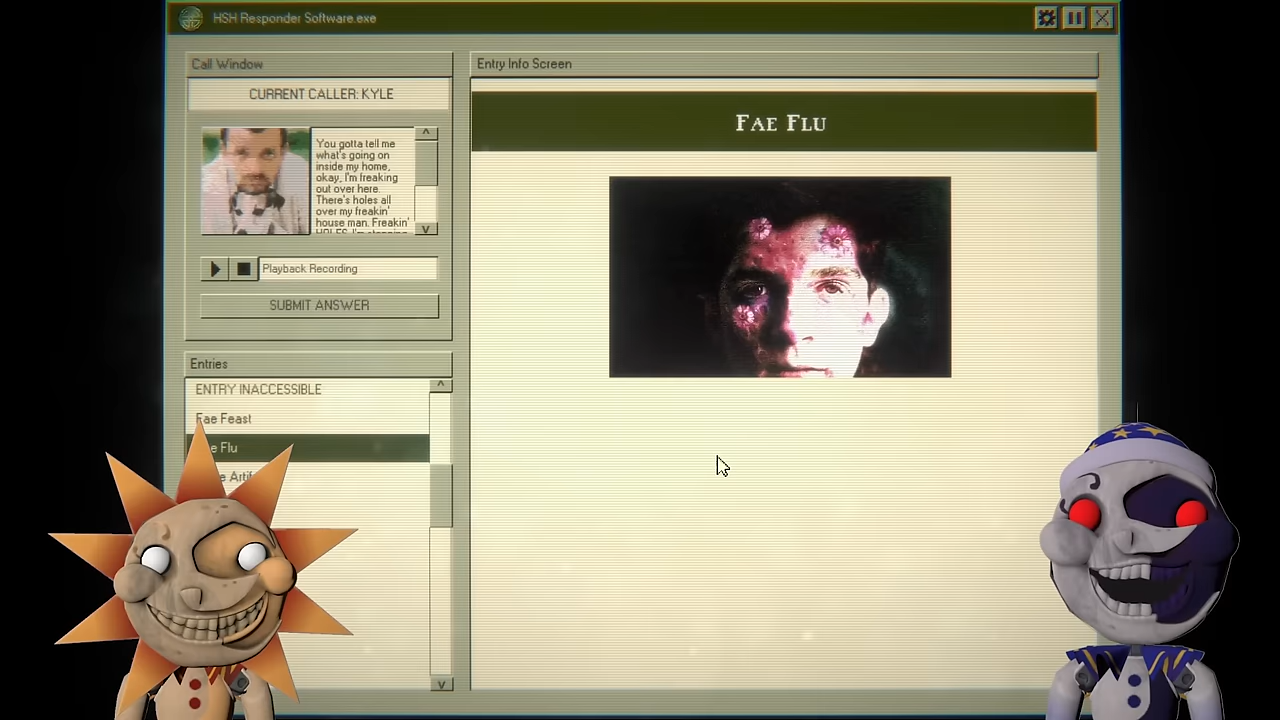 HSH Responder Software.exe
Call Window
Entry Info Screen
CURRENT CALLER: KYLE
FAE FLU
You gotta tell me
what's going on
inside my home,
okay, I'm freaking
out over here.
There's holes all
over my freakin'
house man. Freakin'
Playback Recording
SUBMIT ANSWER
Entries
ENTRY INACCESSIBLE
Fae Feast
Flu